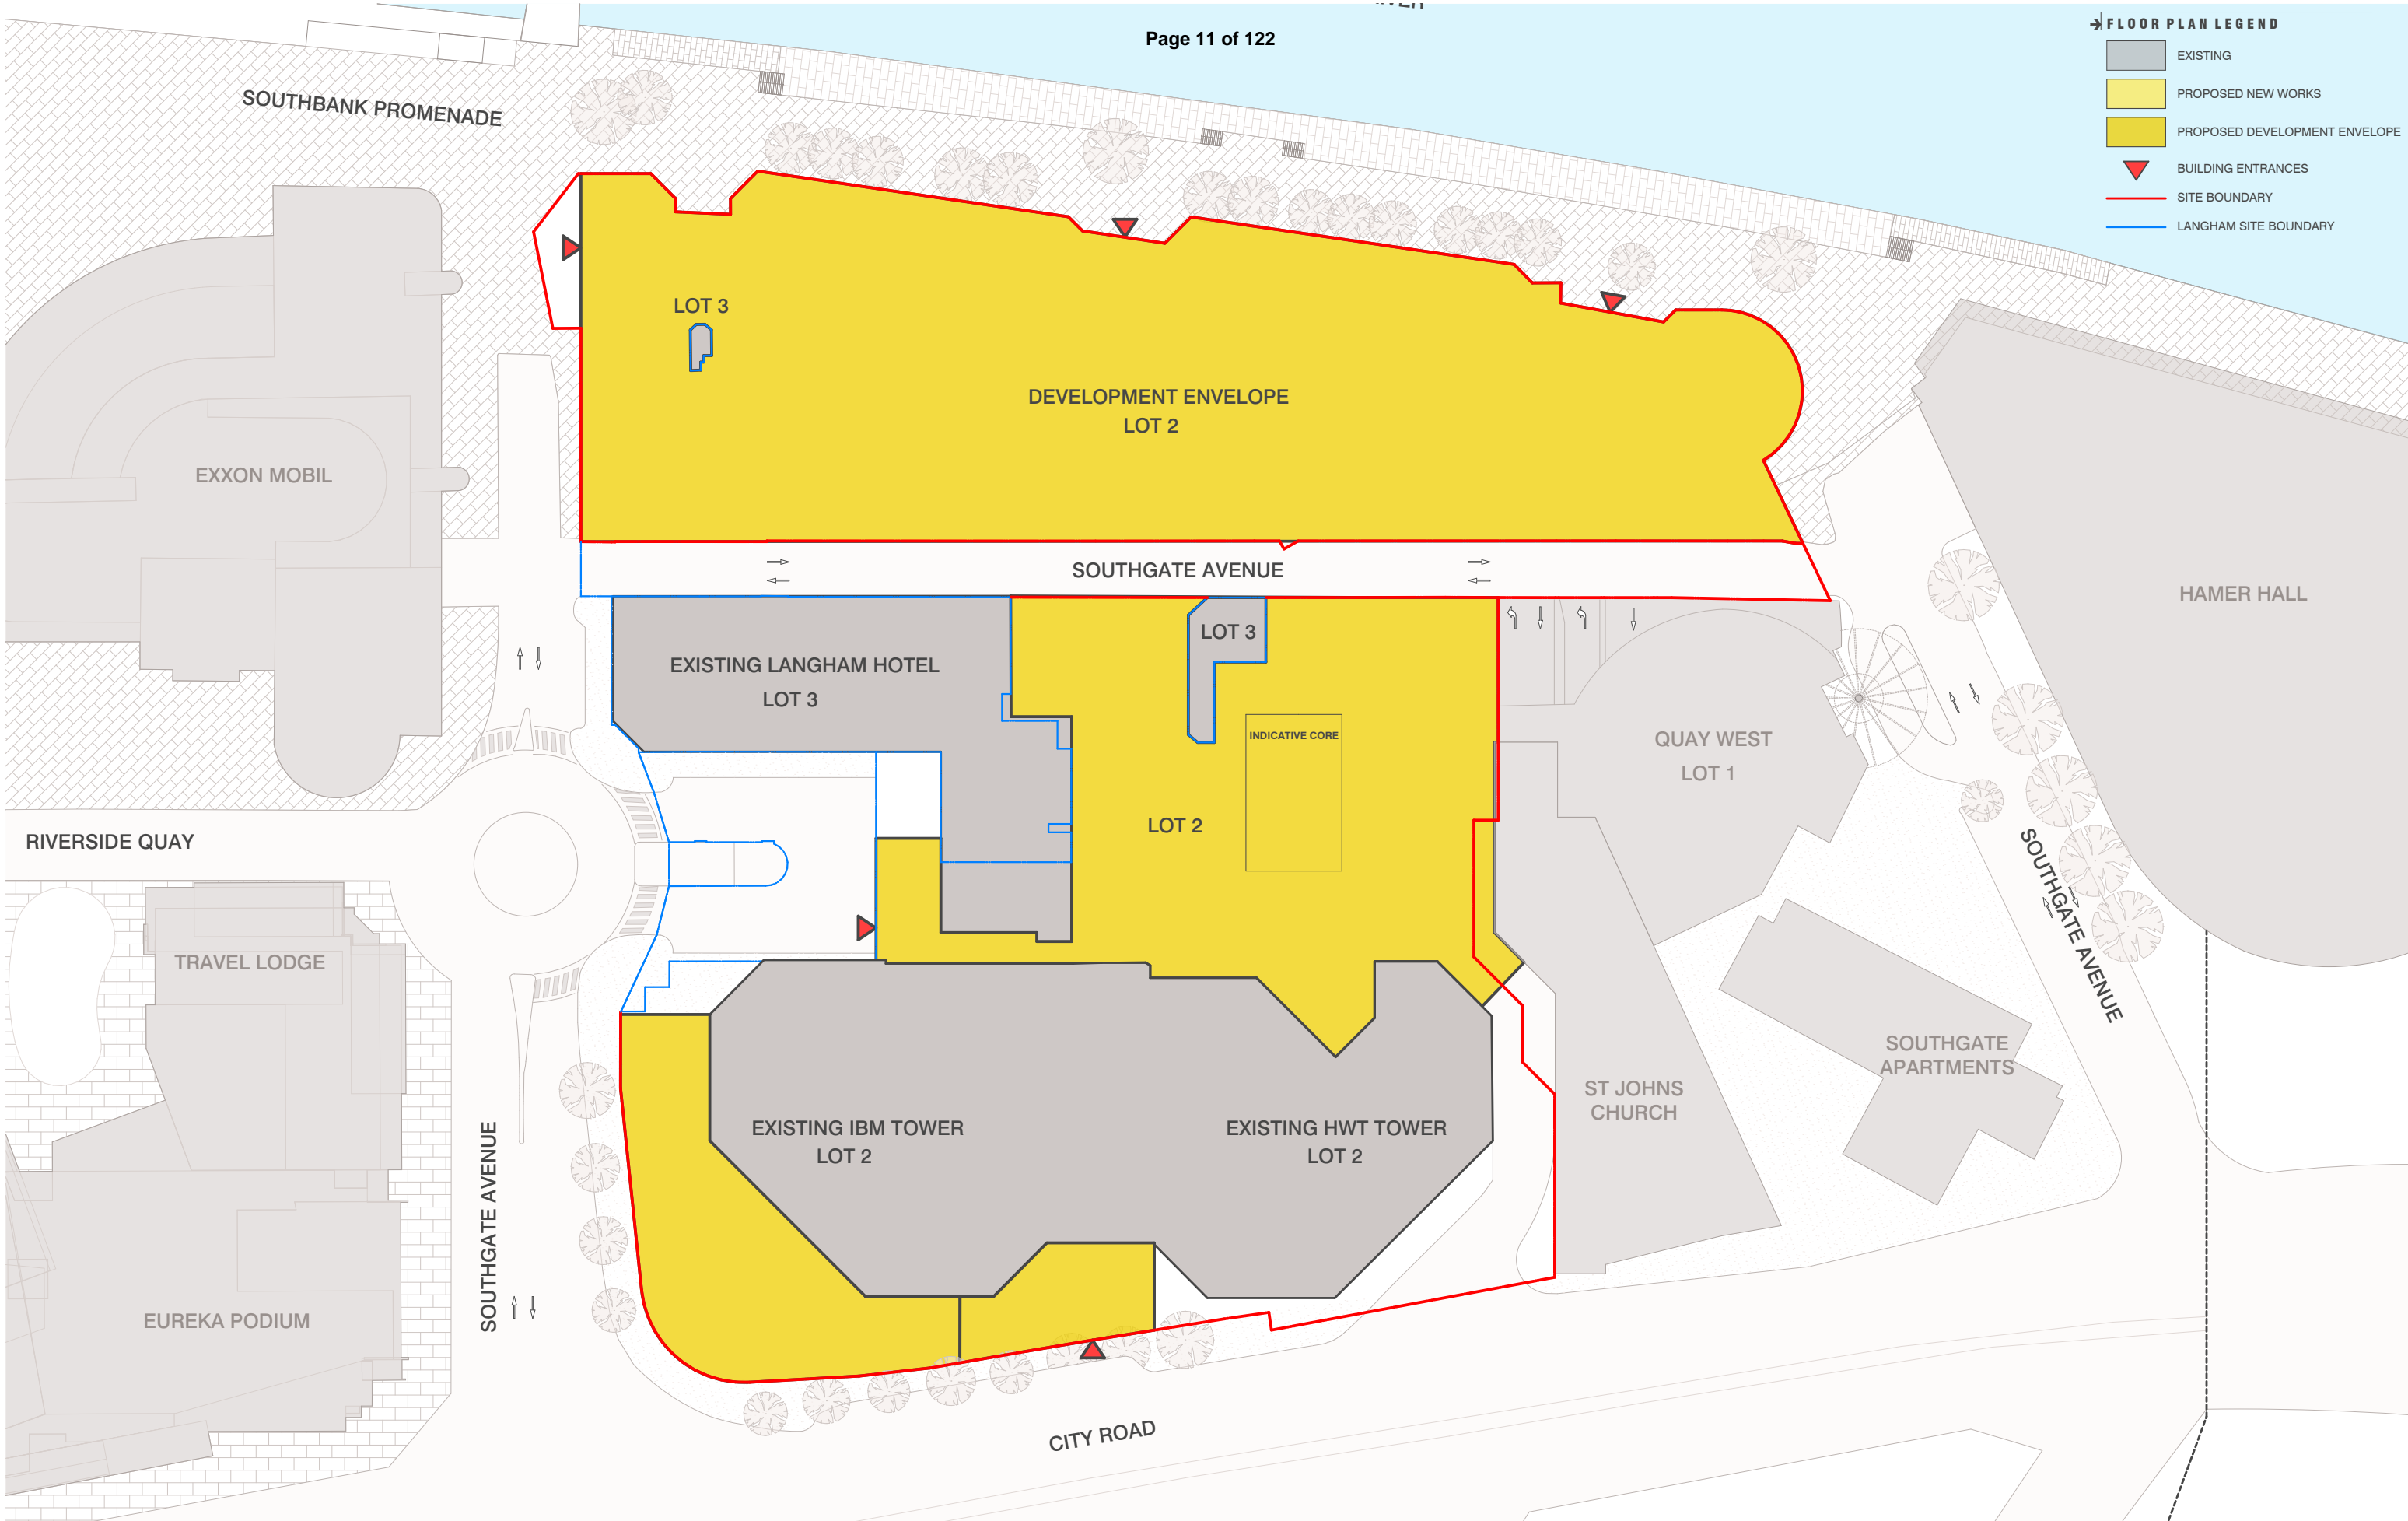 Page 11 of 122
FLOOR PLAN LEGEND
EXISTING
PROPOSED NEW WORKS
PROPOSED DEVELOPMENT ENVELOPE
BUILDING ENTRANCES
SITE BOUNDARY
LANGHAM SITE BOUNDARY
SOUTHBANK PROMENADE
LOT 3
DEVELOPMENT ENVELOPE
LOT 2
EXXON MOBIL
SOUTHGATE AVENUE
HAMER HALL
LOT 3
EXISTING LANGHAM HOTEL
LOT 3
INDICATIVE CORE
QUAY WEST
LOT 1
LOT 2
RIVERSIDE QUAY
SOUTHGATE AVENUE
TRAVEL LODGE
SOUTHGATE
APARTMENTS
ST JOHNS
CHURCH
EXISTING IBM TOWER
LOT 2
EXISTING HWT TOWER
LOT 2
SOUTHGATE AVENUE
EUREKA PODIUM
CITY ROAD